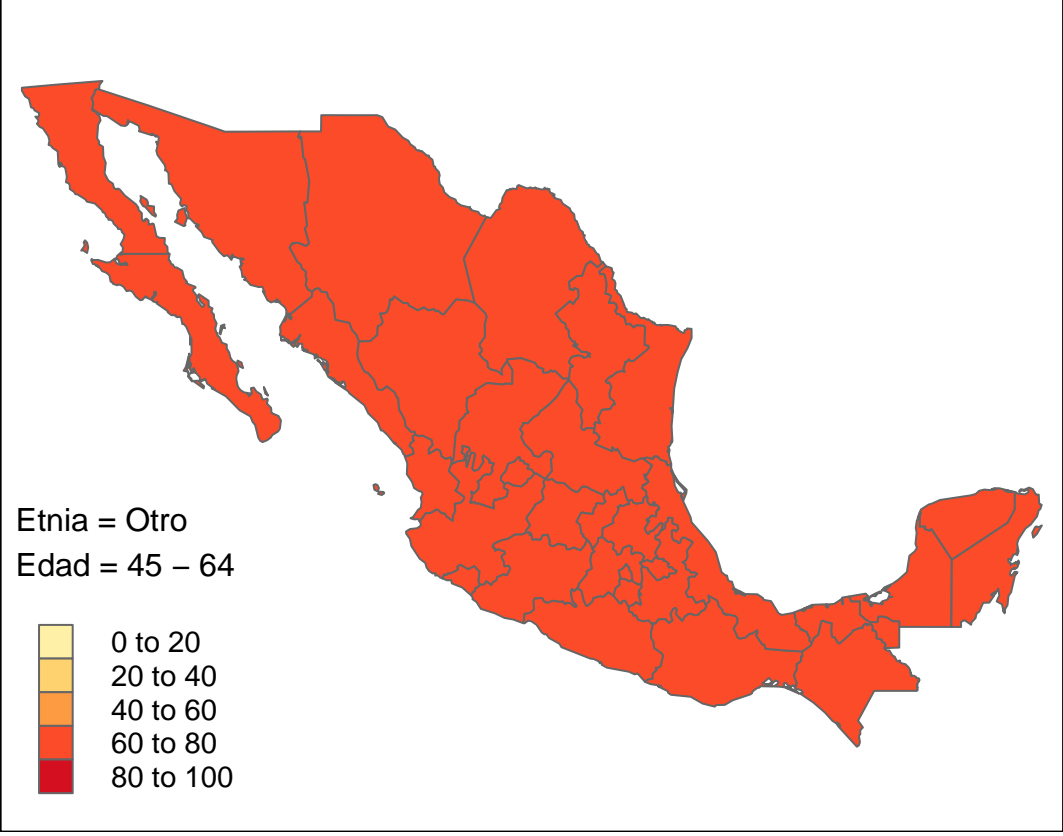 Etnia = Otro
Edad = 45 – 64
0 to 20
20 to 40
40 to 60
60 to 80
80 to 100